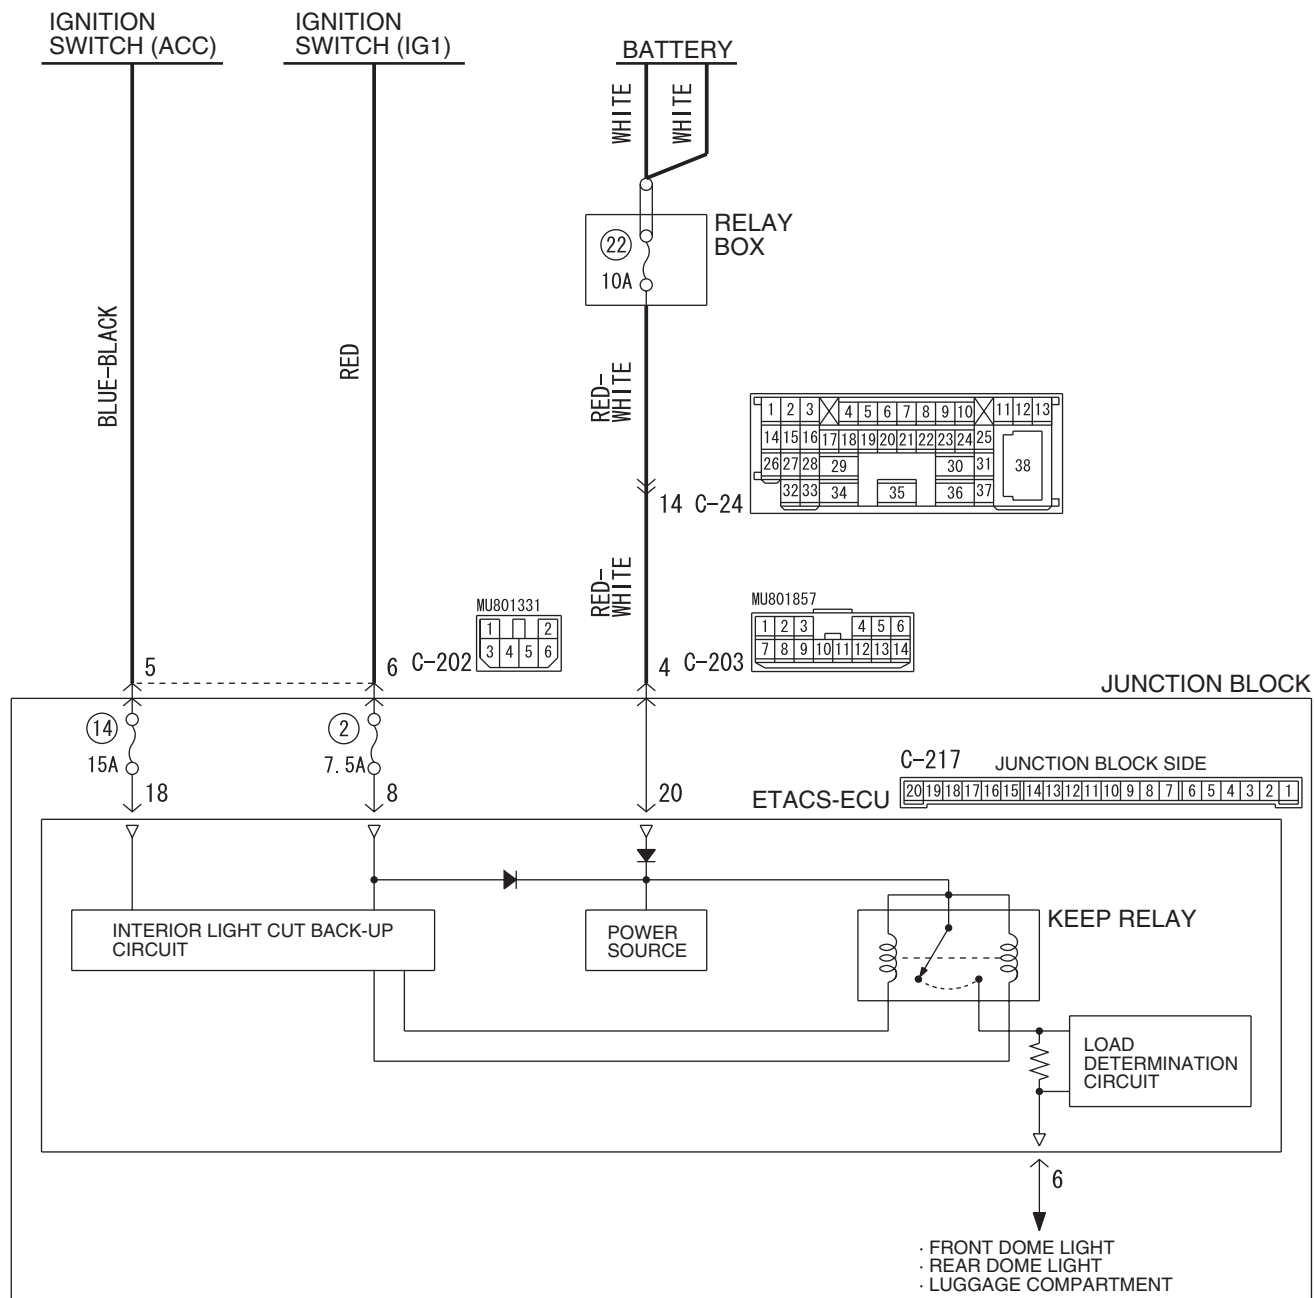 IGNITION
SWITCH (ACC)
IGNITION
SWITCH (IG1)
BATTERY
WHITE
WHITE
RELAY
BOX
22
10A
BLUE-BLACK
RED
RED-
WHITE
1 2 3 4 5 6 7 8 9 10 11 12 13
14 15 16 17 18 19 20 21 22 23 24 25
26 27 28 29 30 31 38
32 33 34 35 36 37
14 C-24
RED-
WHITE
MU801331
1 2
3 4 5 6
MU801857
1 2 3 4 5 6
7 8 9 10 11 12 13 14
5
6 C-202
4 C-203
JUNCTION BLOCK
14
15A
2
7.5A
18
8
20
C-217 JUNCTION BLOCK SIDE
ETACS-ECU
20 19 18 17 16 15 14 13 12 11 10 9 8 7 6 5 4 3 2 1
INTERIOR LIGHT CUT BACK-UP
CIRCUIT
POWER
SOURCE
KEEP RELAY
LOAD
DETERMINATION
CIRCUIT
6
· FRONT DOME LIGHT
· REAR DOME LIGHT
· LUGGAGE COMPARTMENT